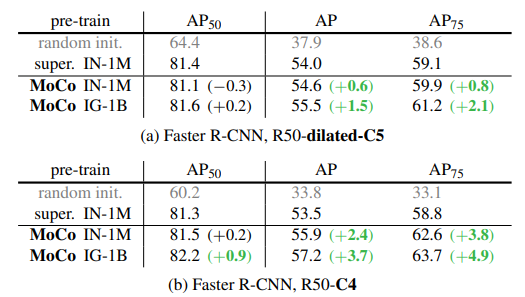 pre-train AP50 AP AP75
random init. 64.4 37.9 38.6
super. IN-1M 81.4 54.0 59.1
MoCo IN-1M 81.1 (−0.3) 54.6 (+0.6) 59.9 (+0.8)
MoCo IG-1B 81.6 (+0.2) 55.5 (+1.5) 61.2 (+2.1)
(a) Faster R-CNN, R50-dilated-C5
pre-train AP50 AP AP75
random init. 60.2 33.8 33.1
super. IN-1M 81.3 53.5 58.8
MoCo IN-1M 81.5 (+0.2) 55.9 (+2.4) 62.6 (+3.8)
MoCo IG-1B 82.2 (+0.9) 57.2 (+3.7) 63.7 (+4.9)
(b) Faster R-CNN, R50-C4